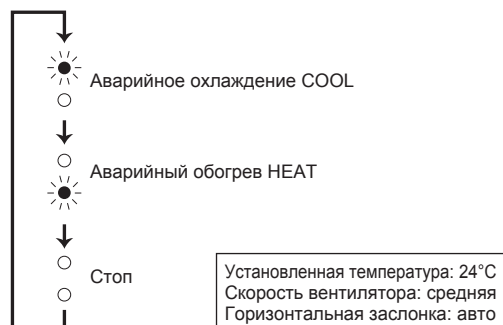 Аварийное охлаждение COOL
Аварийный обогрев HEAT
Стоп
Установленная температура: 24°C
Скорость вентилятора: средняя
Горизонтальная заслонка: авто